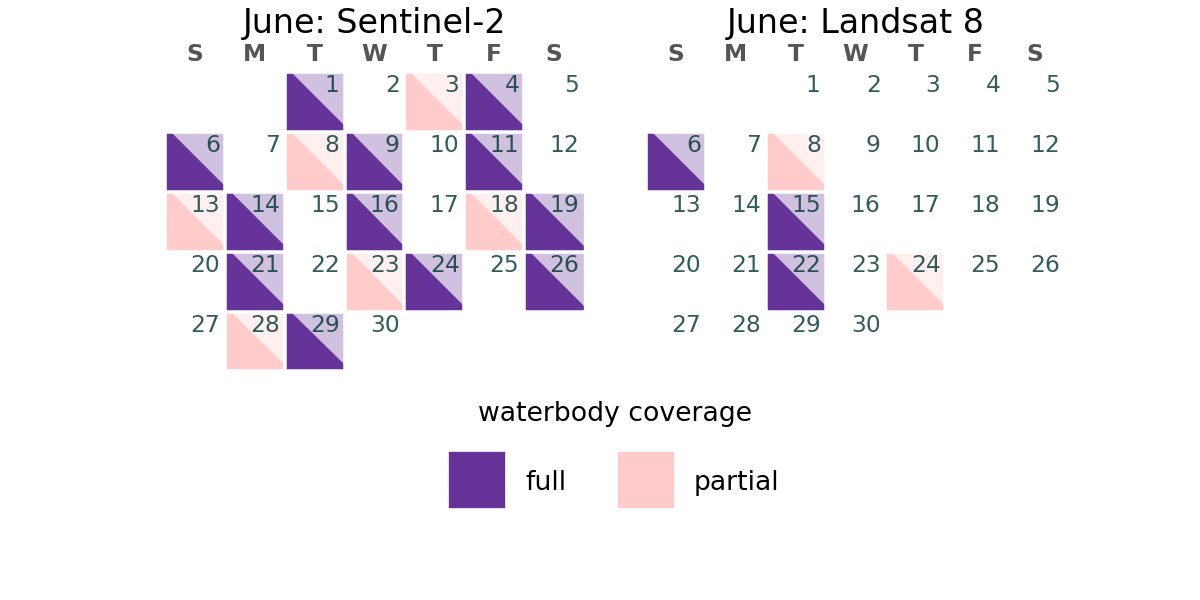 June: Sentinel-2
S M T W T F S
1 2 3 4 5
6 7 8 9 10 11 12
13 14 15 16 17 18 19
20 21 22 23 24 25 26
27 28 29 30
June: Landsat 8
S M T W T F S
1 2 3 4 5
6 7 8 9 10 11 12
13 14 15 16 17 18 19
20 21 22 23 24 25 26
27 28 29 30
waterbody coverage
full partial